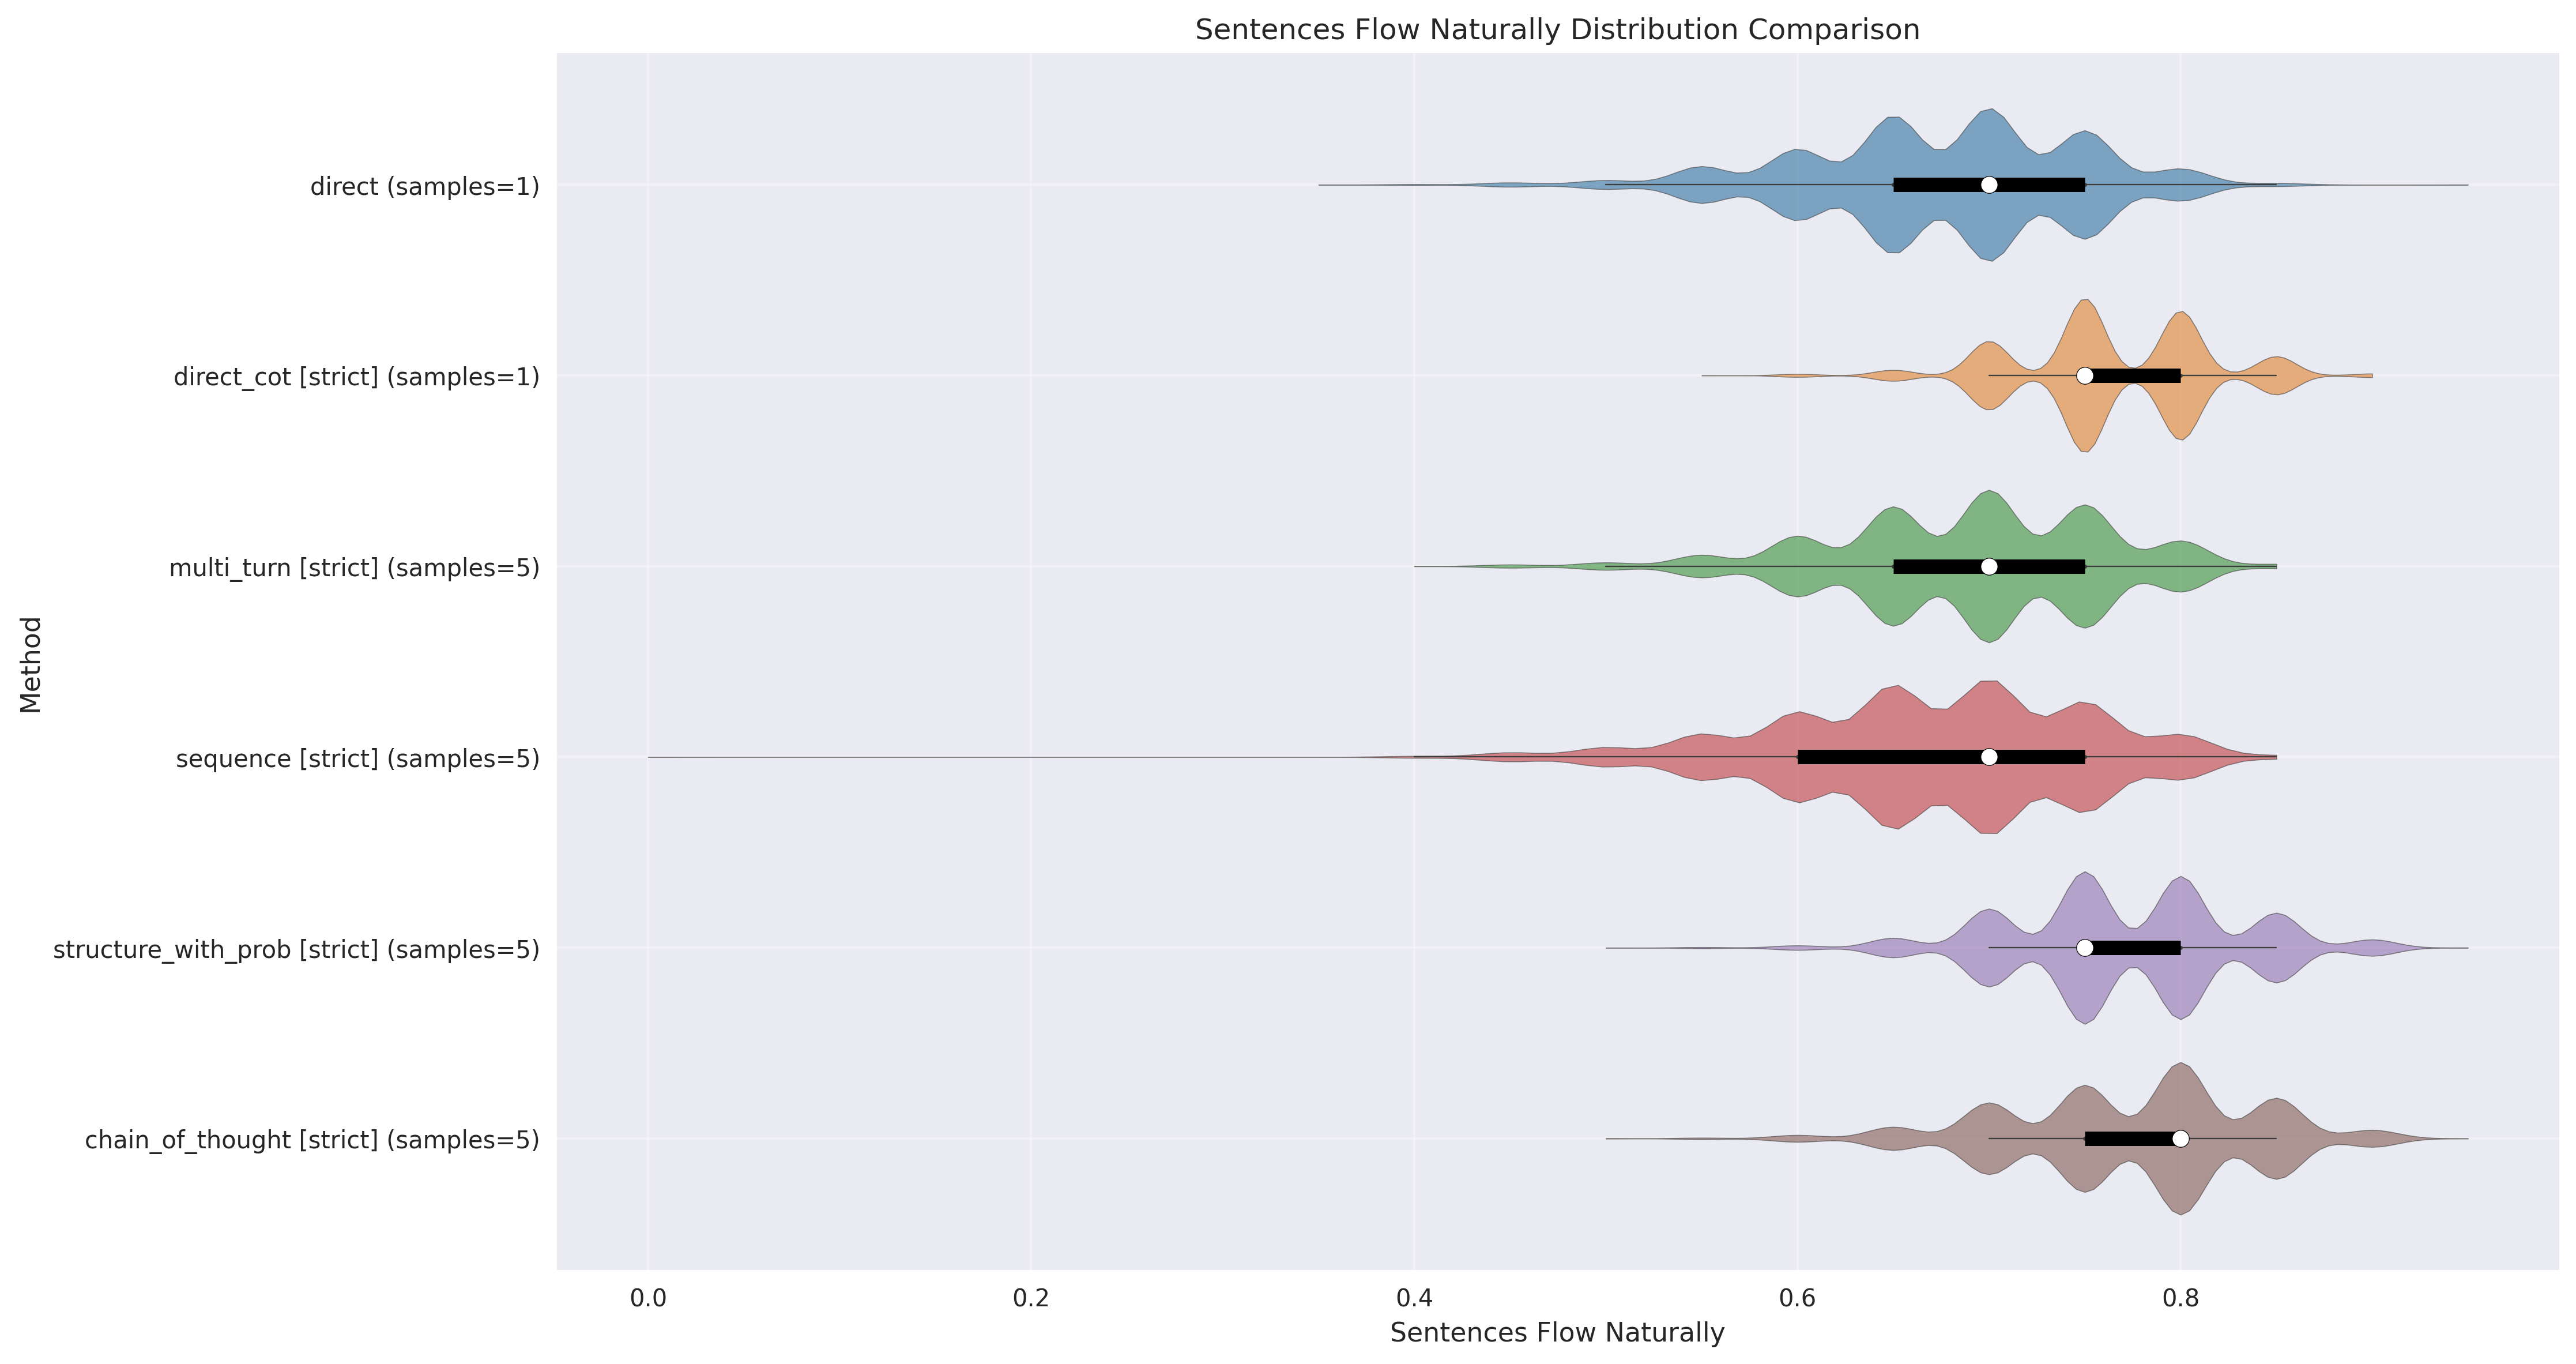 Sentences Flow Naturally Distribution Comparison
direct (samples=1)
direct_cot [strict] (samples=1)
multi_turn [strict] (samples=5)
sequence [strict] (samples=5)
structure_with_prob [strict] (samples=5)
chain_of_thought [strict] (samples=5)
Method
0.0 0.2 0.4 0.6 0.8
Sentences Flow Naturally